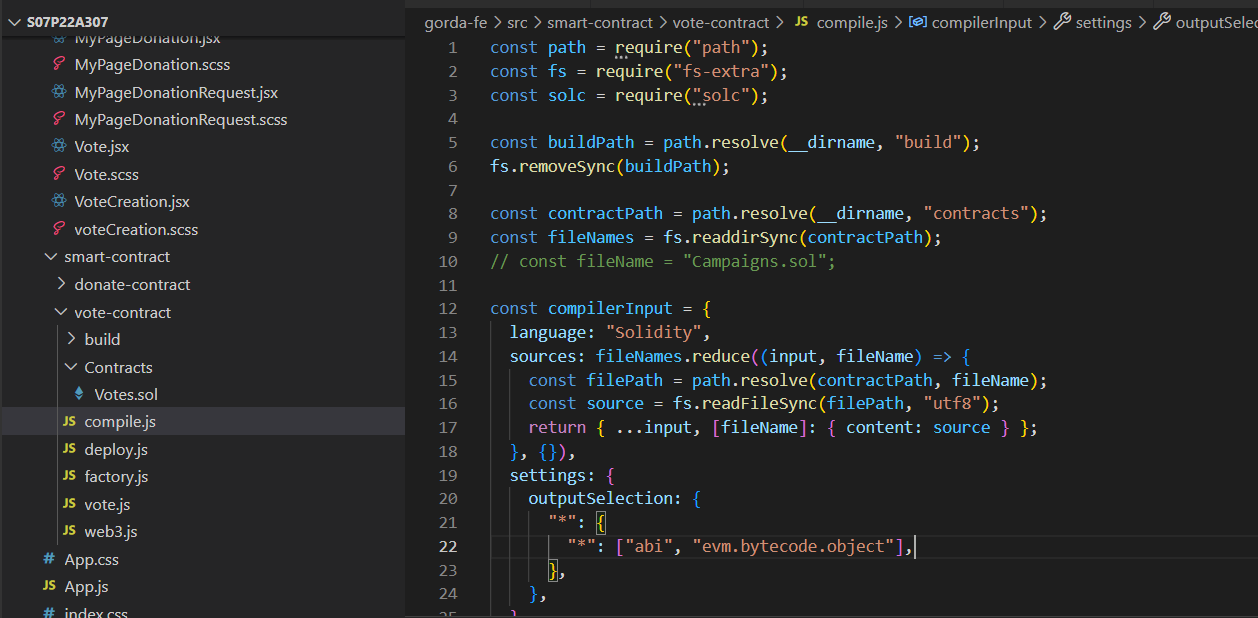 S07P22A307
MyPageDonation.jsx
MyPageDonation.scss
MyPageDonationRequest.jsx
MyPageDonationRequest.scss
Vote.jsx
Vote.scss
VoteCreation.jsx
voteCreation.scss
smart-contract
donate-contract
vote-contract
build
Contracts
Votes.sol
JS compile.js
JS deploy.js
JS factory.js
JS vote.js
JS web3.js
# App.css
JS App.js
# index.css
gorda-fe > src > smart-contract > vote-contract > JS compile.js > compilerInput > settings > outputSelec
1 const path = require("path");
2 const fs = require("fs-extra");
3 const solc = require("solc");
4
5 const buildPath = path.resolve(__dirname, "build");
6 fs.removeSync(buildPath);
7
8 const contractPath = path.resolve(__dirname, "contracts");
9 const fileNames = fs.readdirSync(contractPath);
10 // const fileName = "Campaigns.sol";
11
12 const compilerInput = {
13 language: "Solidity",
14 sources: fileNames.reduce((input, fileName) => {
15 const filePath = path.resolve(contractPath, fileName);
16 const source = fs.readFileSync(filePath, "utf8");
17 return { ...input, [fileName]: { content: source } };
18 }, {}),
19 settings: {
20 outputSelection: {
21 "*": {
22 "*": ["abi", "evm.bytecode.object"],
23 },
24 },
25 }